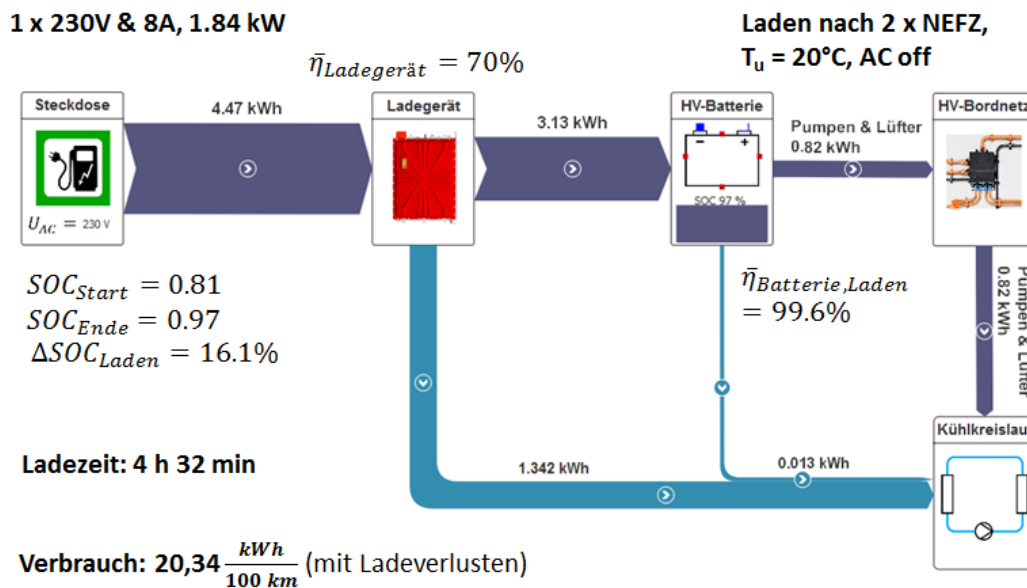 1 x 230V & 8A, 1.84 kW
Laden nach 2 x NEFZ,
Tu = 20°C, AC off
η̄Ladegerät = 70%
Steckdose
4.47 kWh
Ladegerät
3.13 kWh
HV-Batterie
Pumpen & Lüfter
0.82 kWh
HV-Bordnetz
UAC = 230 V
SOC 97 %
SOCStart = 0.81
SOCEnde = 0.97
ΔSOCLaden = 16.1%
η̄Batterie,Laden
= 99.6%
Pumpen & Lüfter
0.82 kWh
Ladezeit: 4 h 32 min
1.342 kWh
0.013 kWh
Kühlkreislau
Verbrauch: 20,34 kWh/100 km (mit Ladeverlusten)